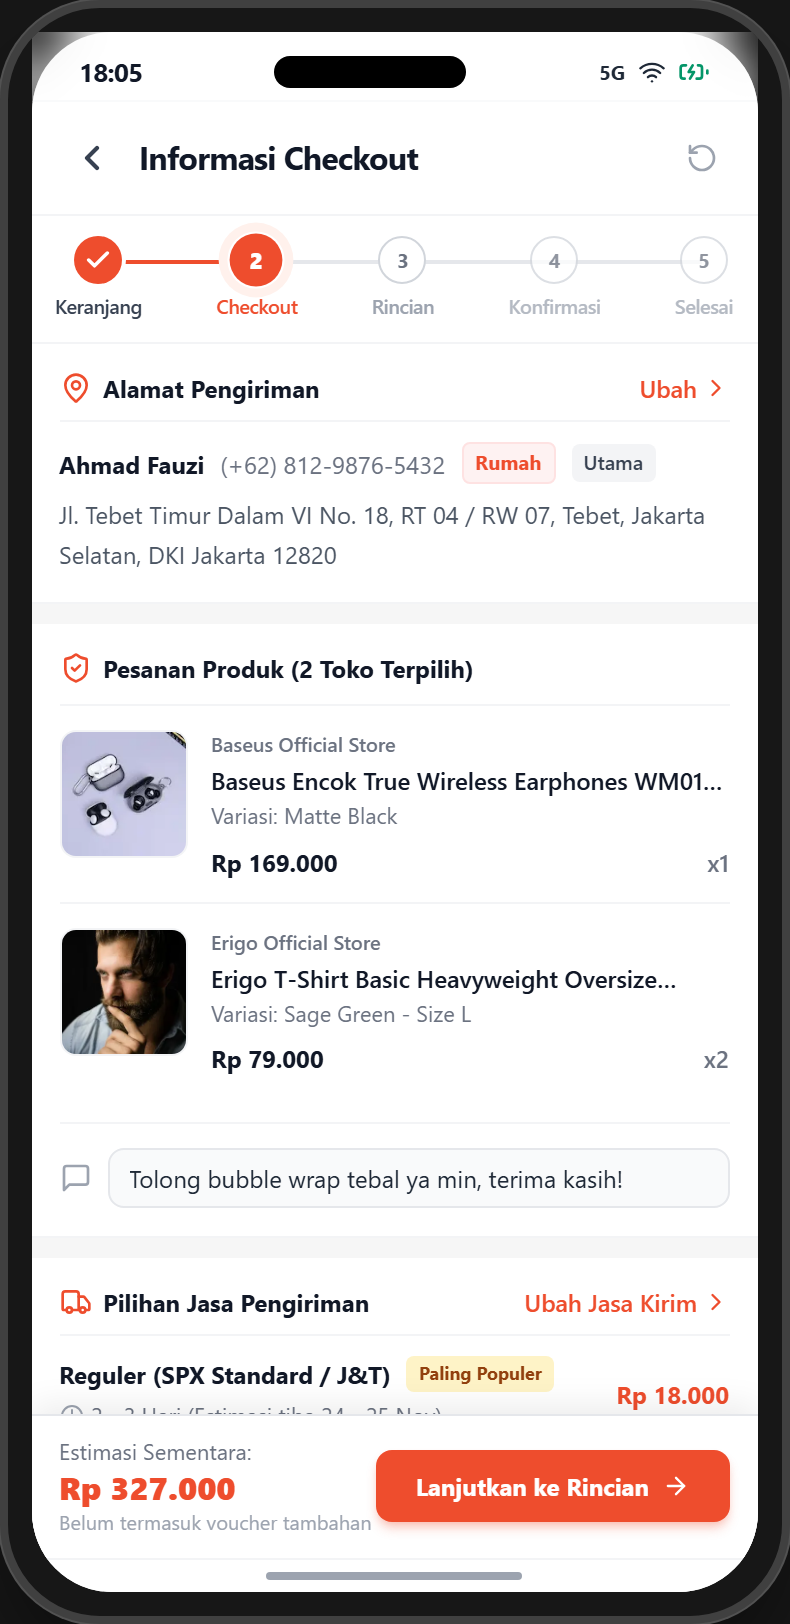 18:05
5G
Informasi Checkout
2
3
4
5
Keranjang
Checkout
Rincian
Konfirmasi
Selesai
Alamat Pengiriman
Ubah
Ahmad Fauzi (+62) 812-9876-5432 Rumah Utama
Jl. Tebet Timur Dalam VI No. 18, RT 04 / RW 07, Tebet, Jakarta
Selatan, DKI Jakarta 12820
Pesanan Produk (2 Toko Terpilih)
Baseus Official Store
Baseus Encok True Wireless Earphones WM01...
Variasi: Matte Black
Rp 169.000 x1
Erigo Official Store
Erigo T-Shirt Basic Heavyweight Oversize...
Variasi: Sage Green - Size L
Rp 79.000 x2
Tolong bubble wrap tebal ya min, terima kasih!
Pilihan Jasa Pengiriman
Ubah Jasa Kirim
Reguler (SPX Standard / J&T) Paling Populer
Rp 18.000
Estimasi Sementara:
Rp 327.000
Belum termasuk voucher tambahan
Lanjutkan ke Rincian